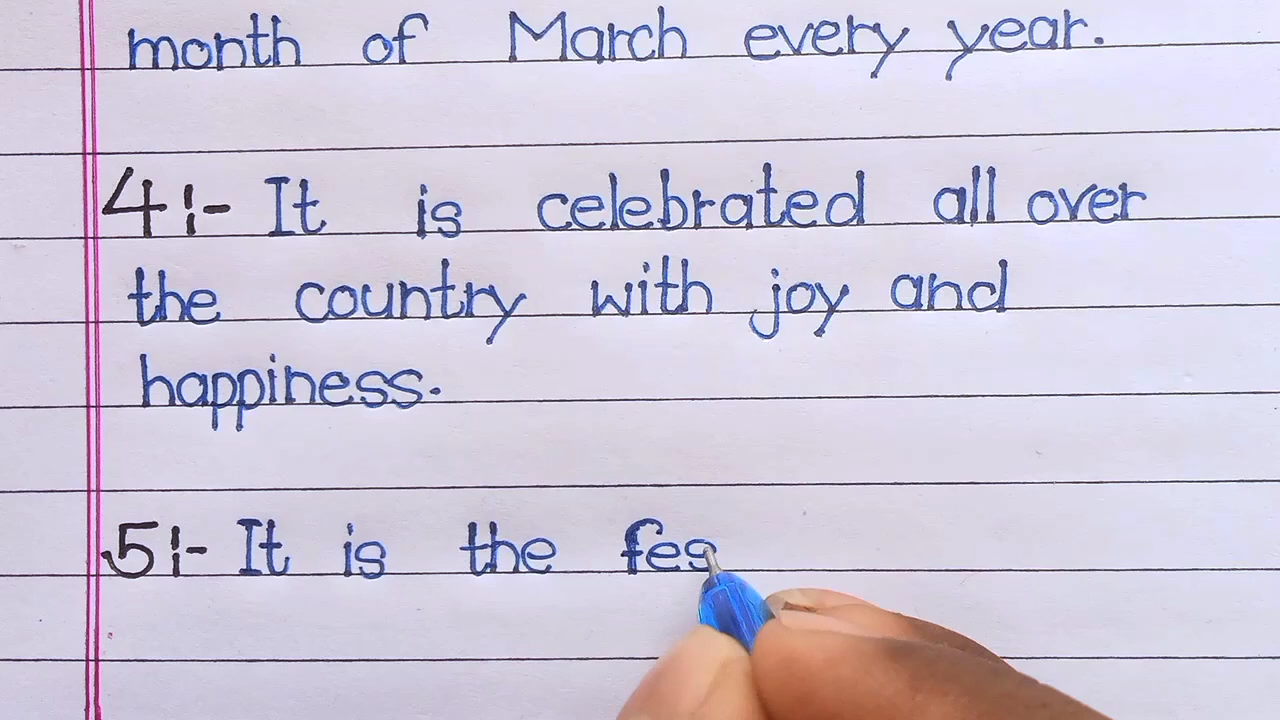 month of March every year.
4:- It is celebrated all over
the country with joy and
happiness.
5:- It is the fes